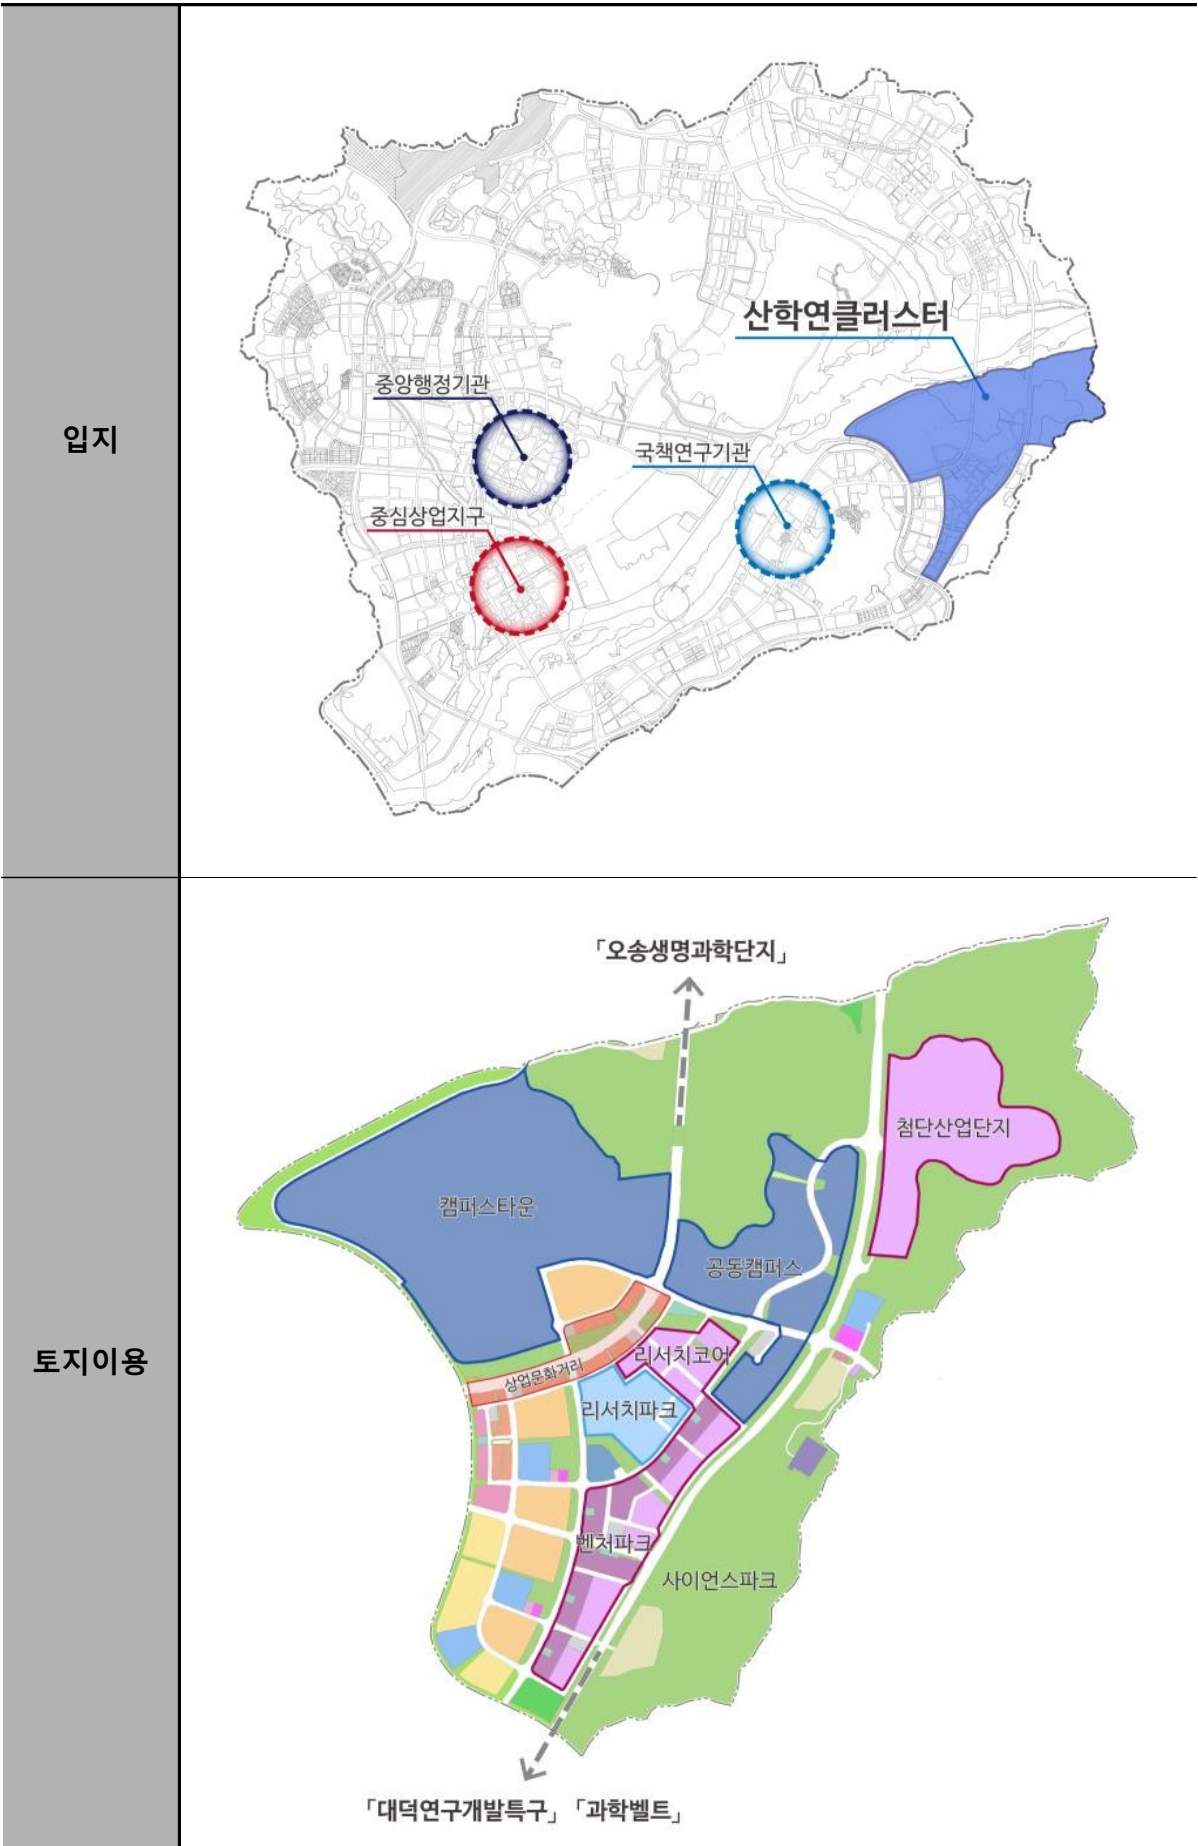 입지
산학연클러스터
중앙행정기관
국책연구기관
중심상업지구
토지이용
「오송생명과학단지」
첨단산업단지
캠퍼스타운
공동캠퍼스
리서치코어
상업문화거리
리서치파크
벤처파크
사이언스파크
「대덕연구개발특구」 「과학벨트」